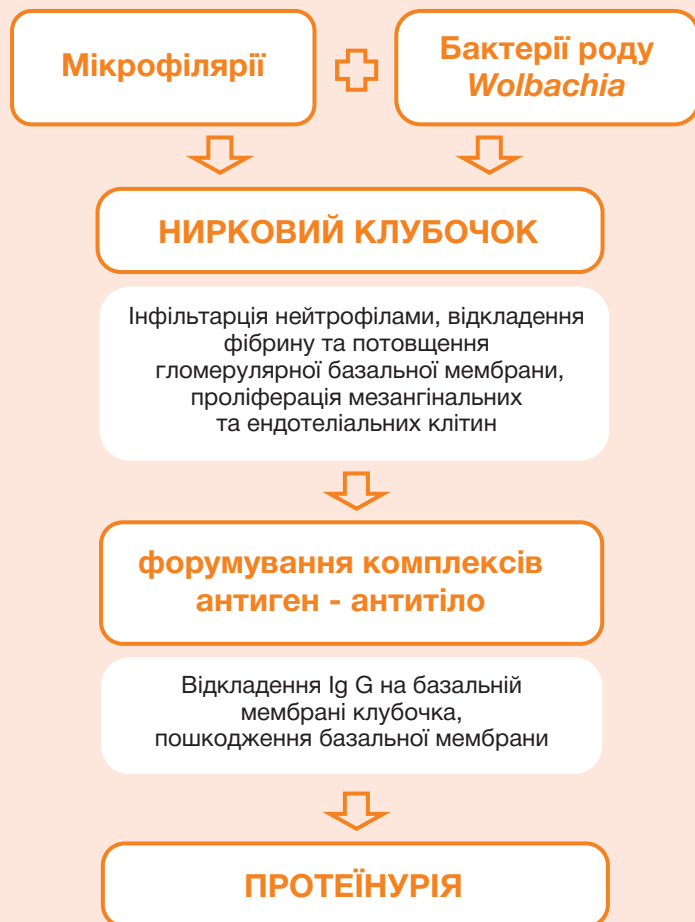 Мікрофілярії
Бактерії роду
Wolbachia
НИРКОВИЙ КЛУБОЧОК
Інфільтарція нейтрофілами, відкладення
фібрину та потовщення
гломерулярної базальної мембрани,
проліферація мезангінальних
та ендотеліальних клітин
форумування комплексів
антиген - антитіло
Відкладення Ig G на базальній
мембрані клубочка,
пошкодження базальної мембрани
ПРОТЕЇНУРІЯ